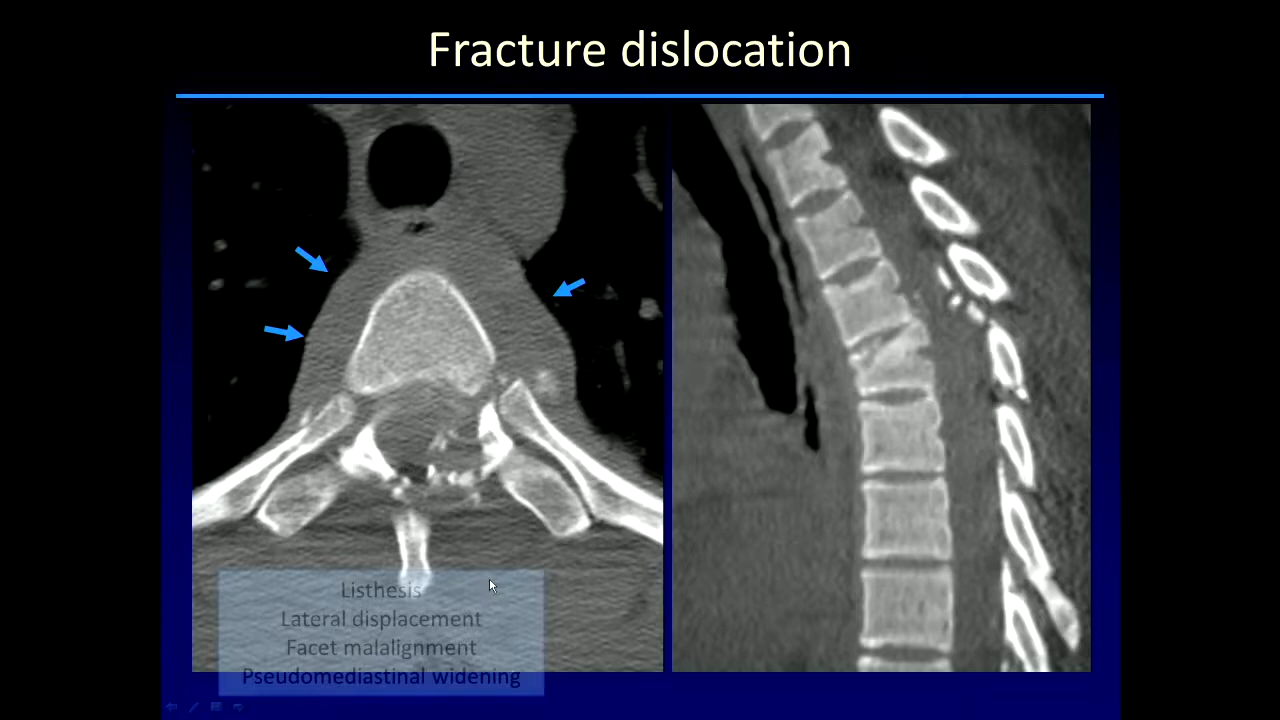 Fracture dislocation
Listhesis
Lateral displacement
Facet malalignment
Pseudomediastinal widening